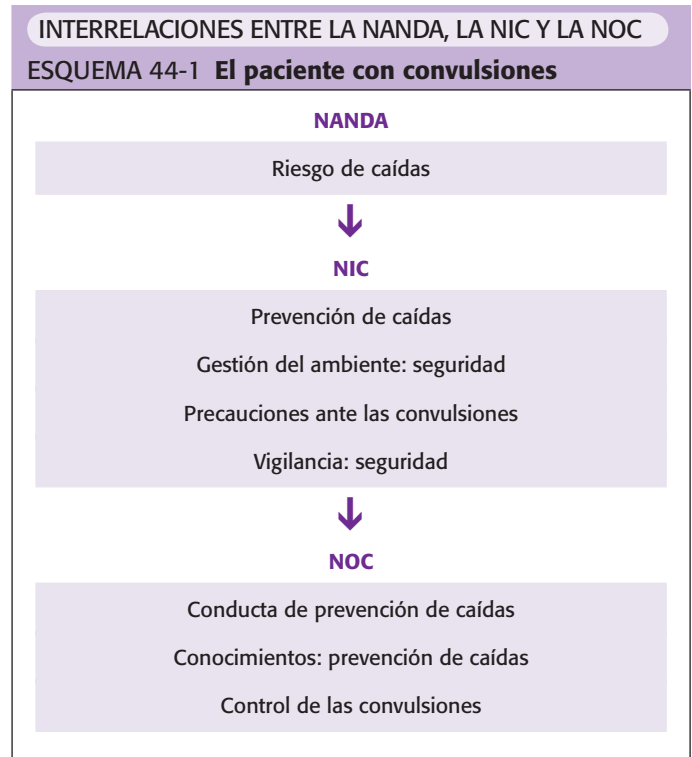 INTERRELACIONES ENTRE LA NANDA, LA NIC Y LA NOC
ESQUEMA 44-1 El paciente con convulsiones
NANDA
Riesgo de caídas
NIC
Prevención de caídas
Gestión del ambiente: seguridad
Precauciones ante las convulsiones
Vigilancia: seguridad
NOC
Conducta de prevención de caídas
Conocimientos: prevención de caídas
Control de las convulsiones